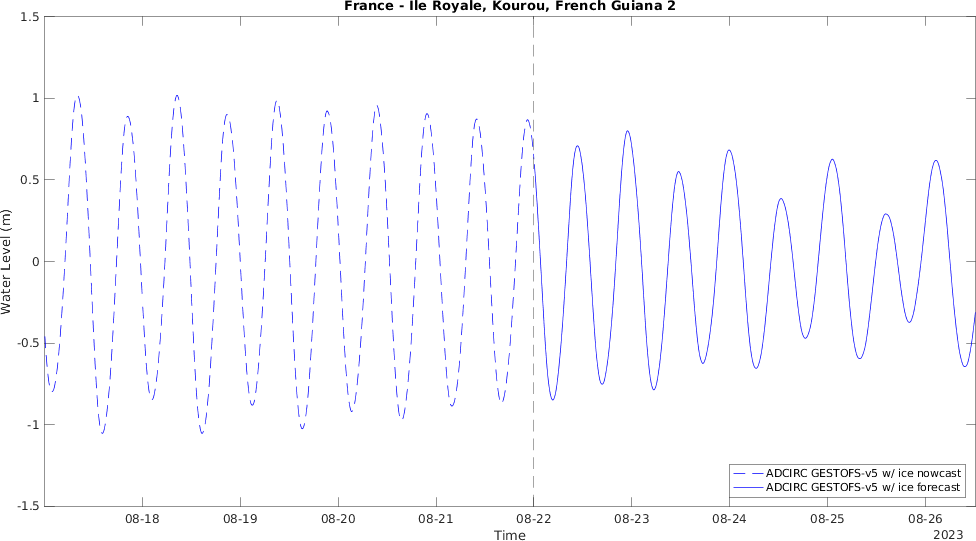 France - Ile Royale, Kourou, French Guiana 2
1.5
1
0.5
0
-0.5
-1
-1.5
Water Level (m)
ADCIRC GESTOFS-v5 w/ ice nowcast
ADCIRC GESTOFS-v5 w/ ice forecast
08-18 08-19 08-20 08-21 08-22 08-23 08-24 08-25 08-26
Time
2023